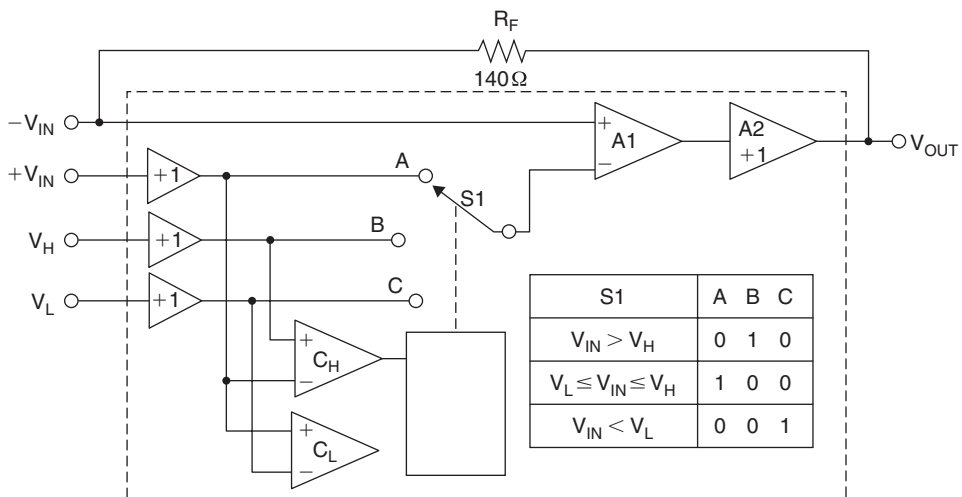 R_F
140Ω
−V_IN
+V_IN
V_H
V_L
+1
+1
+1
A
B
C
S1
+
A1
−
A2
+1
V_OUT
+
C_H
−
+
C_L
−
S1 A B C
V_IN > V_H 0 1 0
V_L ≤ V_IN ≤ V_H 1 0 0
V_IN < V_L 0 0 1